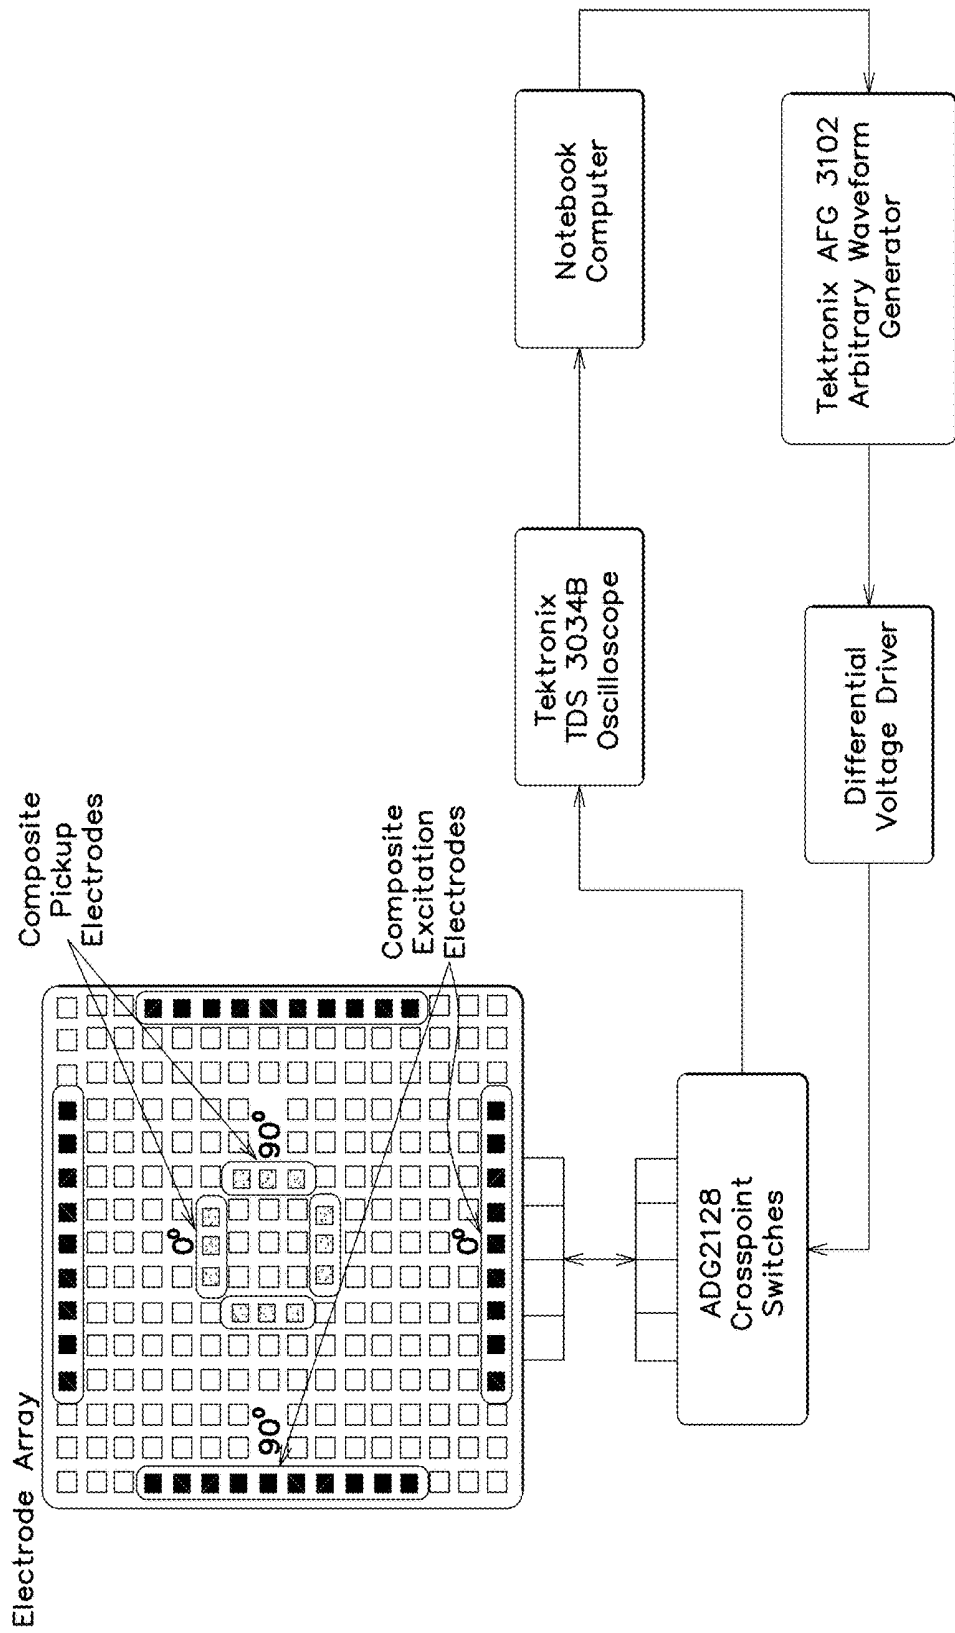 Electrode Array
Composite
Pickup
Electrodes
0°
90°
90°
0°
Composite
Excitation
Electrodes
ADG2128
Crosspoint
Switches
Tektronix
TDS 3034B
Oscilloscope
Notebook
Computer
Differential
Voltage Driver
Tektronix AFG 3102
Arbitrary Waveform
Generator